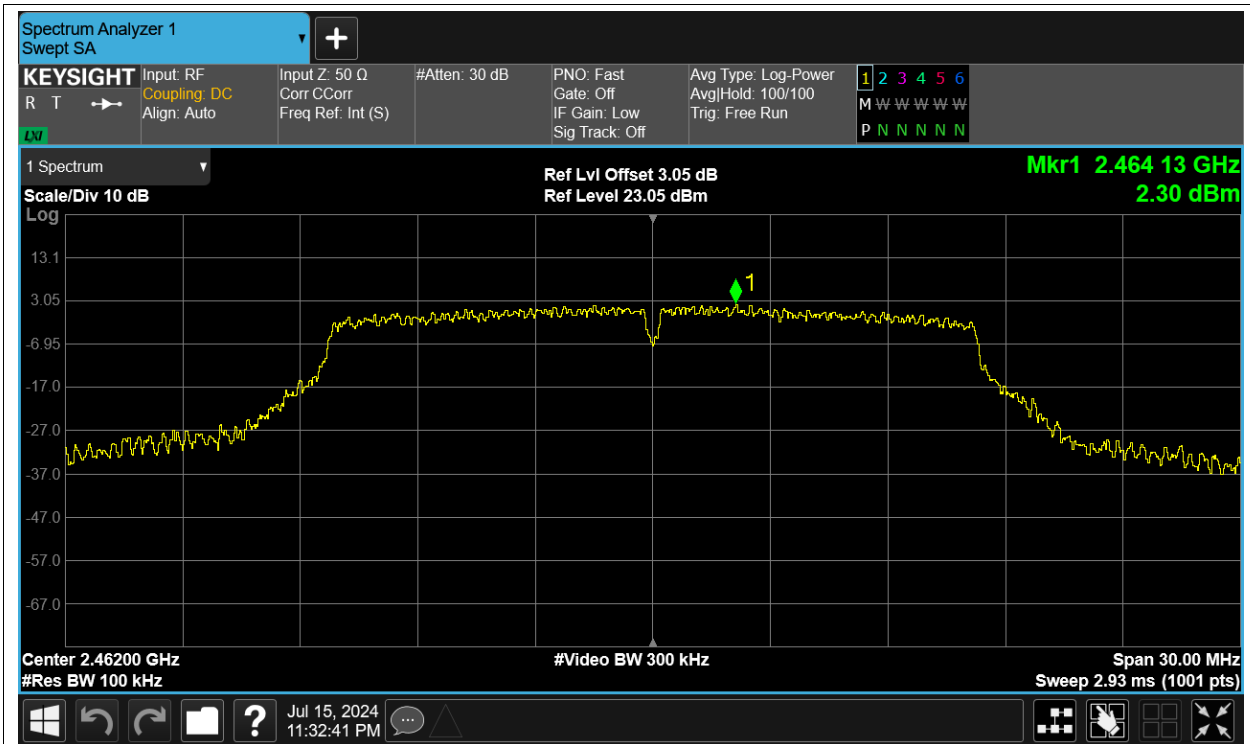 Spectrum Analyzer 1
Swept SA
KEYSIGHT
R T
LXI
Input: RF
Coupling: DC
Align: Auto
Input Z: 50 Ω
Corr CCorr
Freq Ref: Int (S)
#Atten: 30 dB
PNO: Fast
Gate: Off
IF Gain: Low
Sig Track: Off
Avg Type: Log-Power
Avg|Hold: 100/100
Trig: Free Run
1 2 3 4 5 6
M W W W W W
P N N N N N
1 Spectrum
Scale/Div 10 dB
Log
Ref Lvl Offset 3.05 dB
Ref Level 23.05 dBm
Mkr1 2.464 13 GHz
2.30 dBm
13.1
3.05
-6.95
-17.0
-27.0
-37.0
-47.0
-57.0
-67.0
1
Center 2.46200 GHz
#Res BW 100 kHz
#Video BW 300 kHz
Span 30.00 MHz
Sweep 2.93 ms (1001 pts)
?
Jul 15, 2024
11:32:41 PM